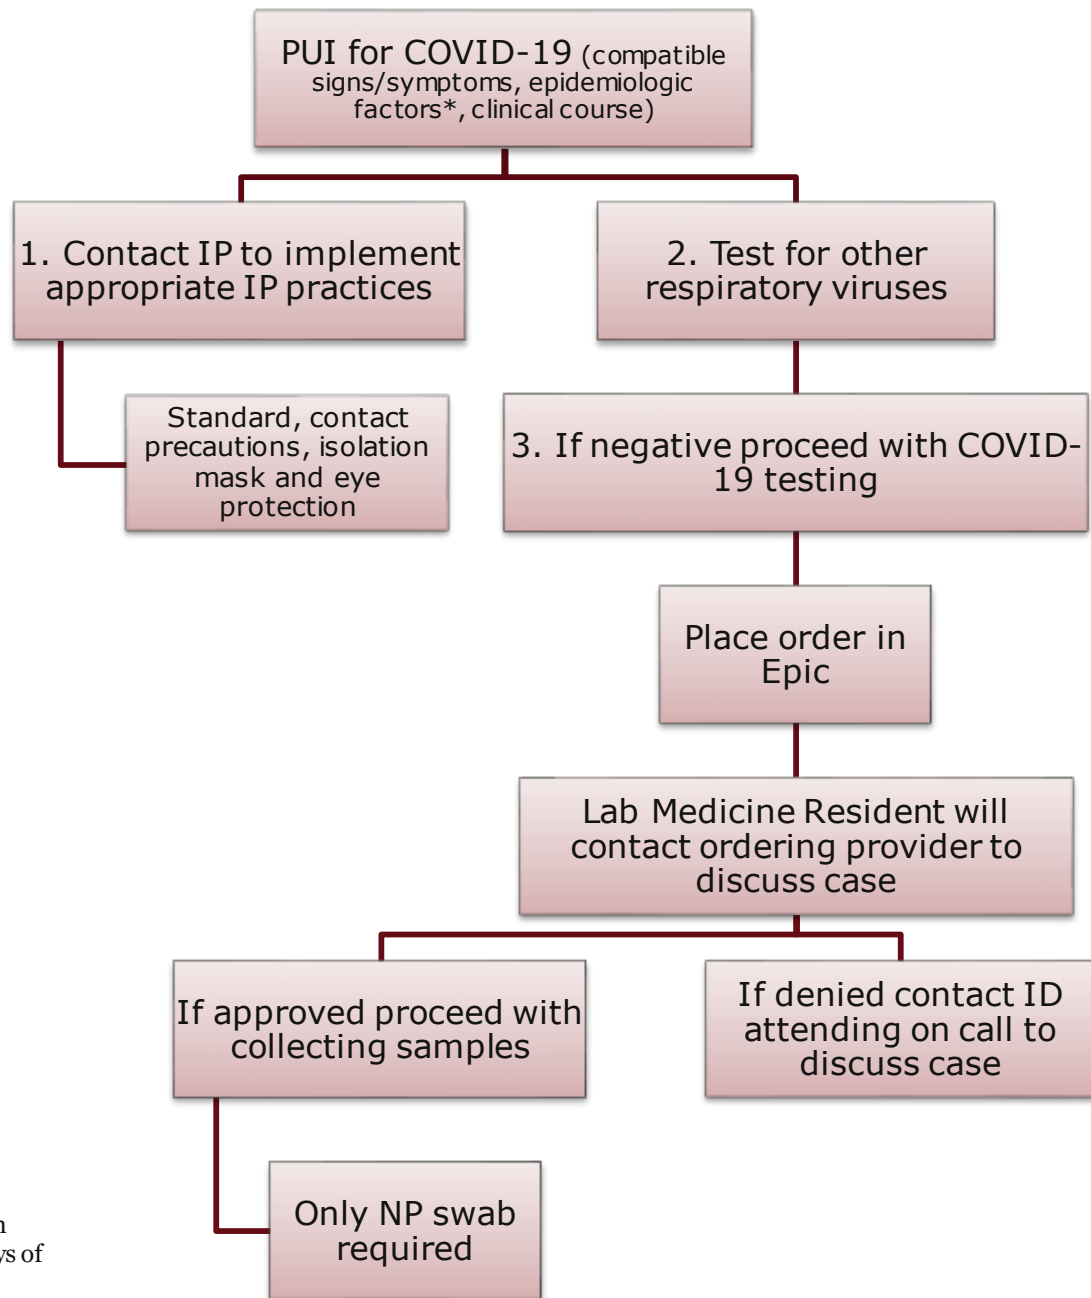 PUI for COVID-19 (compatible
signs/symptoms, epidemiologic
factors*, clinical course)
1. Contact IP to implement
appropriate IP practices
2. Test for other
respiratory viruses
Standard, contact
precautions, isolation
mask and eye
protection
3. If negative proceed with COVID-
19 testing
Place order in
Epic
Lab Medicine Resident will
contact ordering provider to
discuss case
If approved proceed with
collecting samples
If denied contact ID
attending on call to
discuss case
Only NP swab
required
of